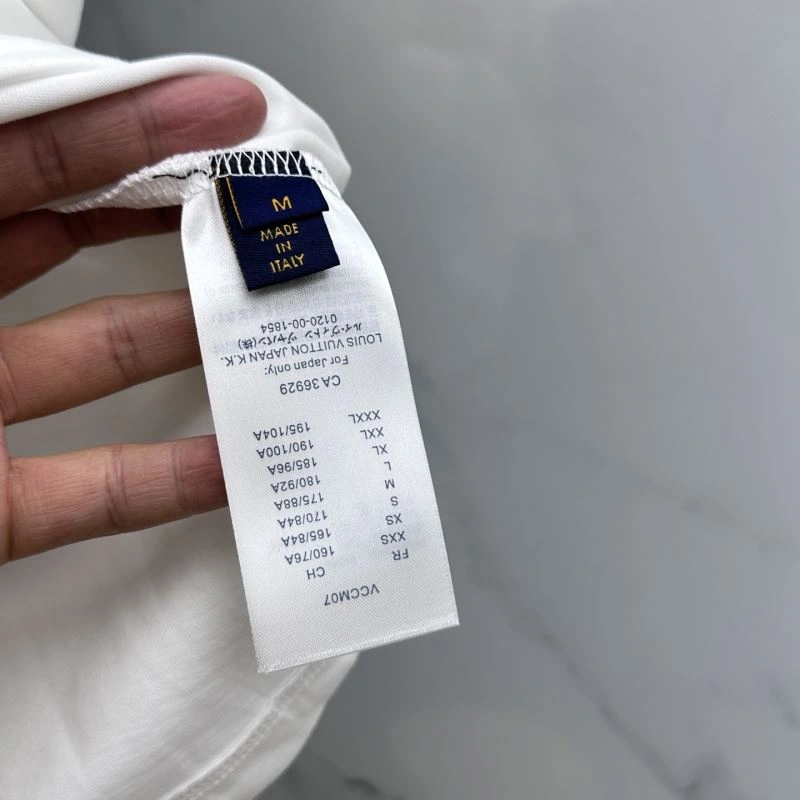 M
MADE
IN
ITALY
VCCM07
FR CH
XXS 160/76A
XS 165/84A
S 170/84A
M 175/88A
L 180/92A
XL 185/96A
XXL 190/100A
XXXL 195/104A
CA 36929
For Japan only:
LOUIS VUITTON JAPAN K.K.
ルイ・ヴィトン ジャパン(株)
0120-00-1854